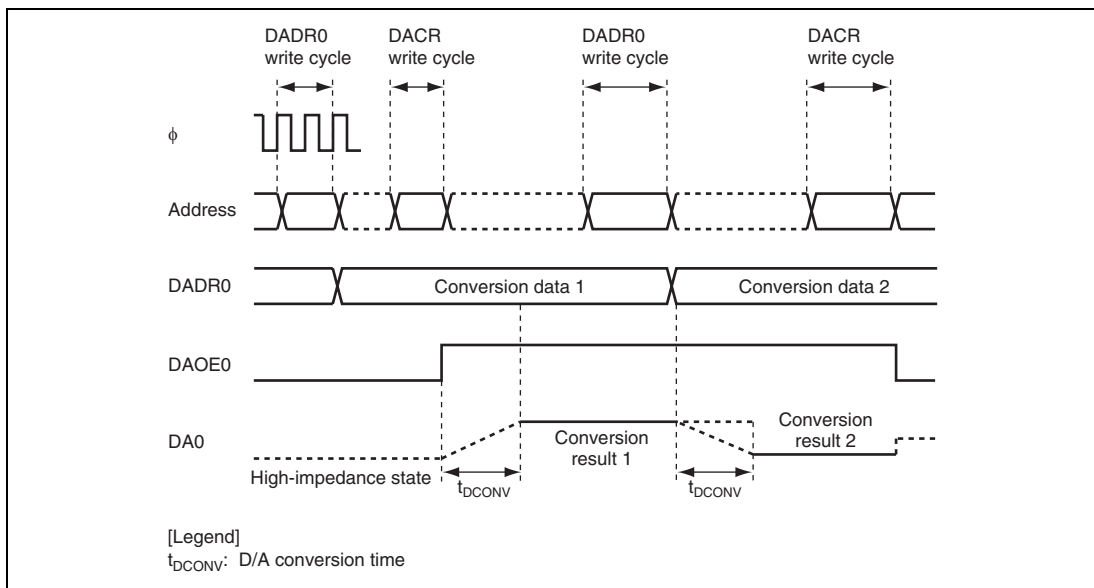 DADR0
write cycle
DACR
write cycle
DADR0
write cycle
DACR
write cycle
ϕ
Address
DADR0
Conversion data 1
Conversion data 2
DAOE0
DA0
Conversion
result 1
Conversion
result 2
High-impedance state
tDCONV
tDCONV
[Legend]
tDCONV: D/A conversion time